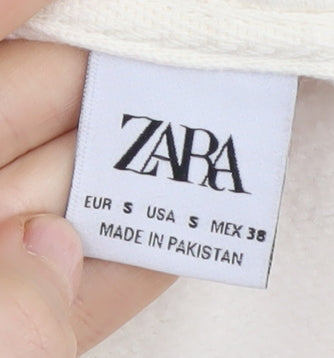 ZARA
EUR S USA S MEX 38
MADE IN PAKISTAN